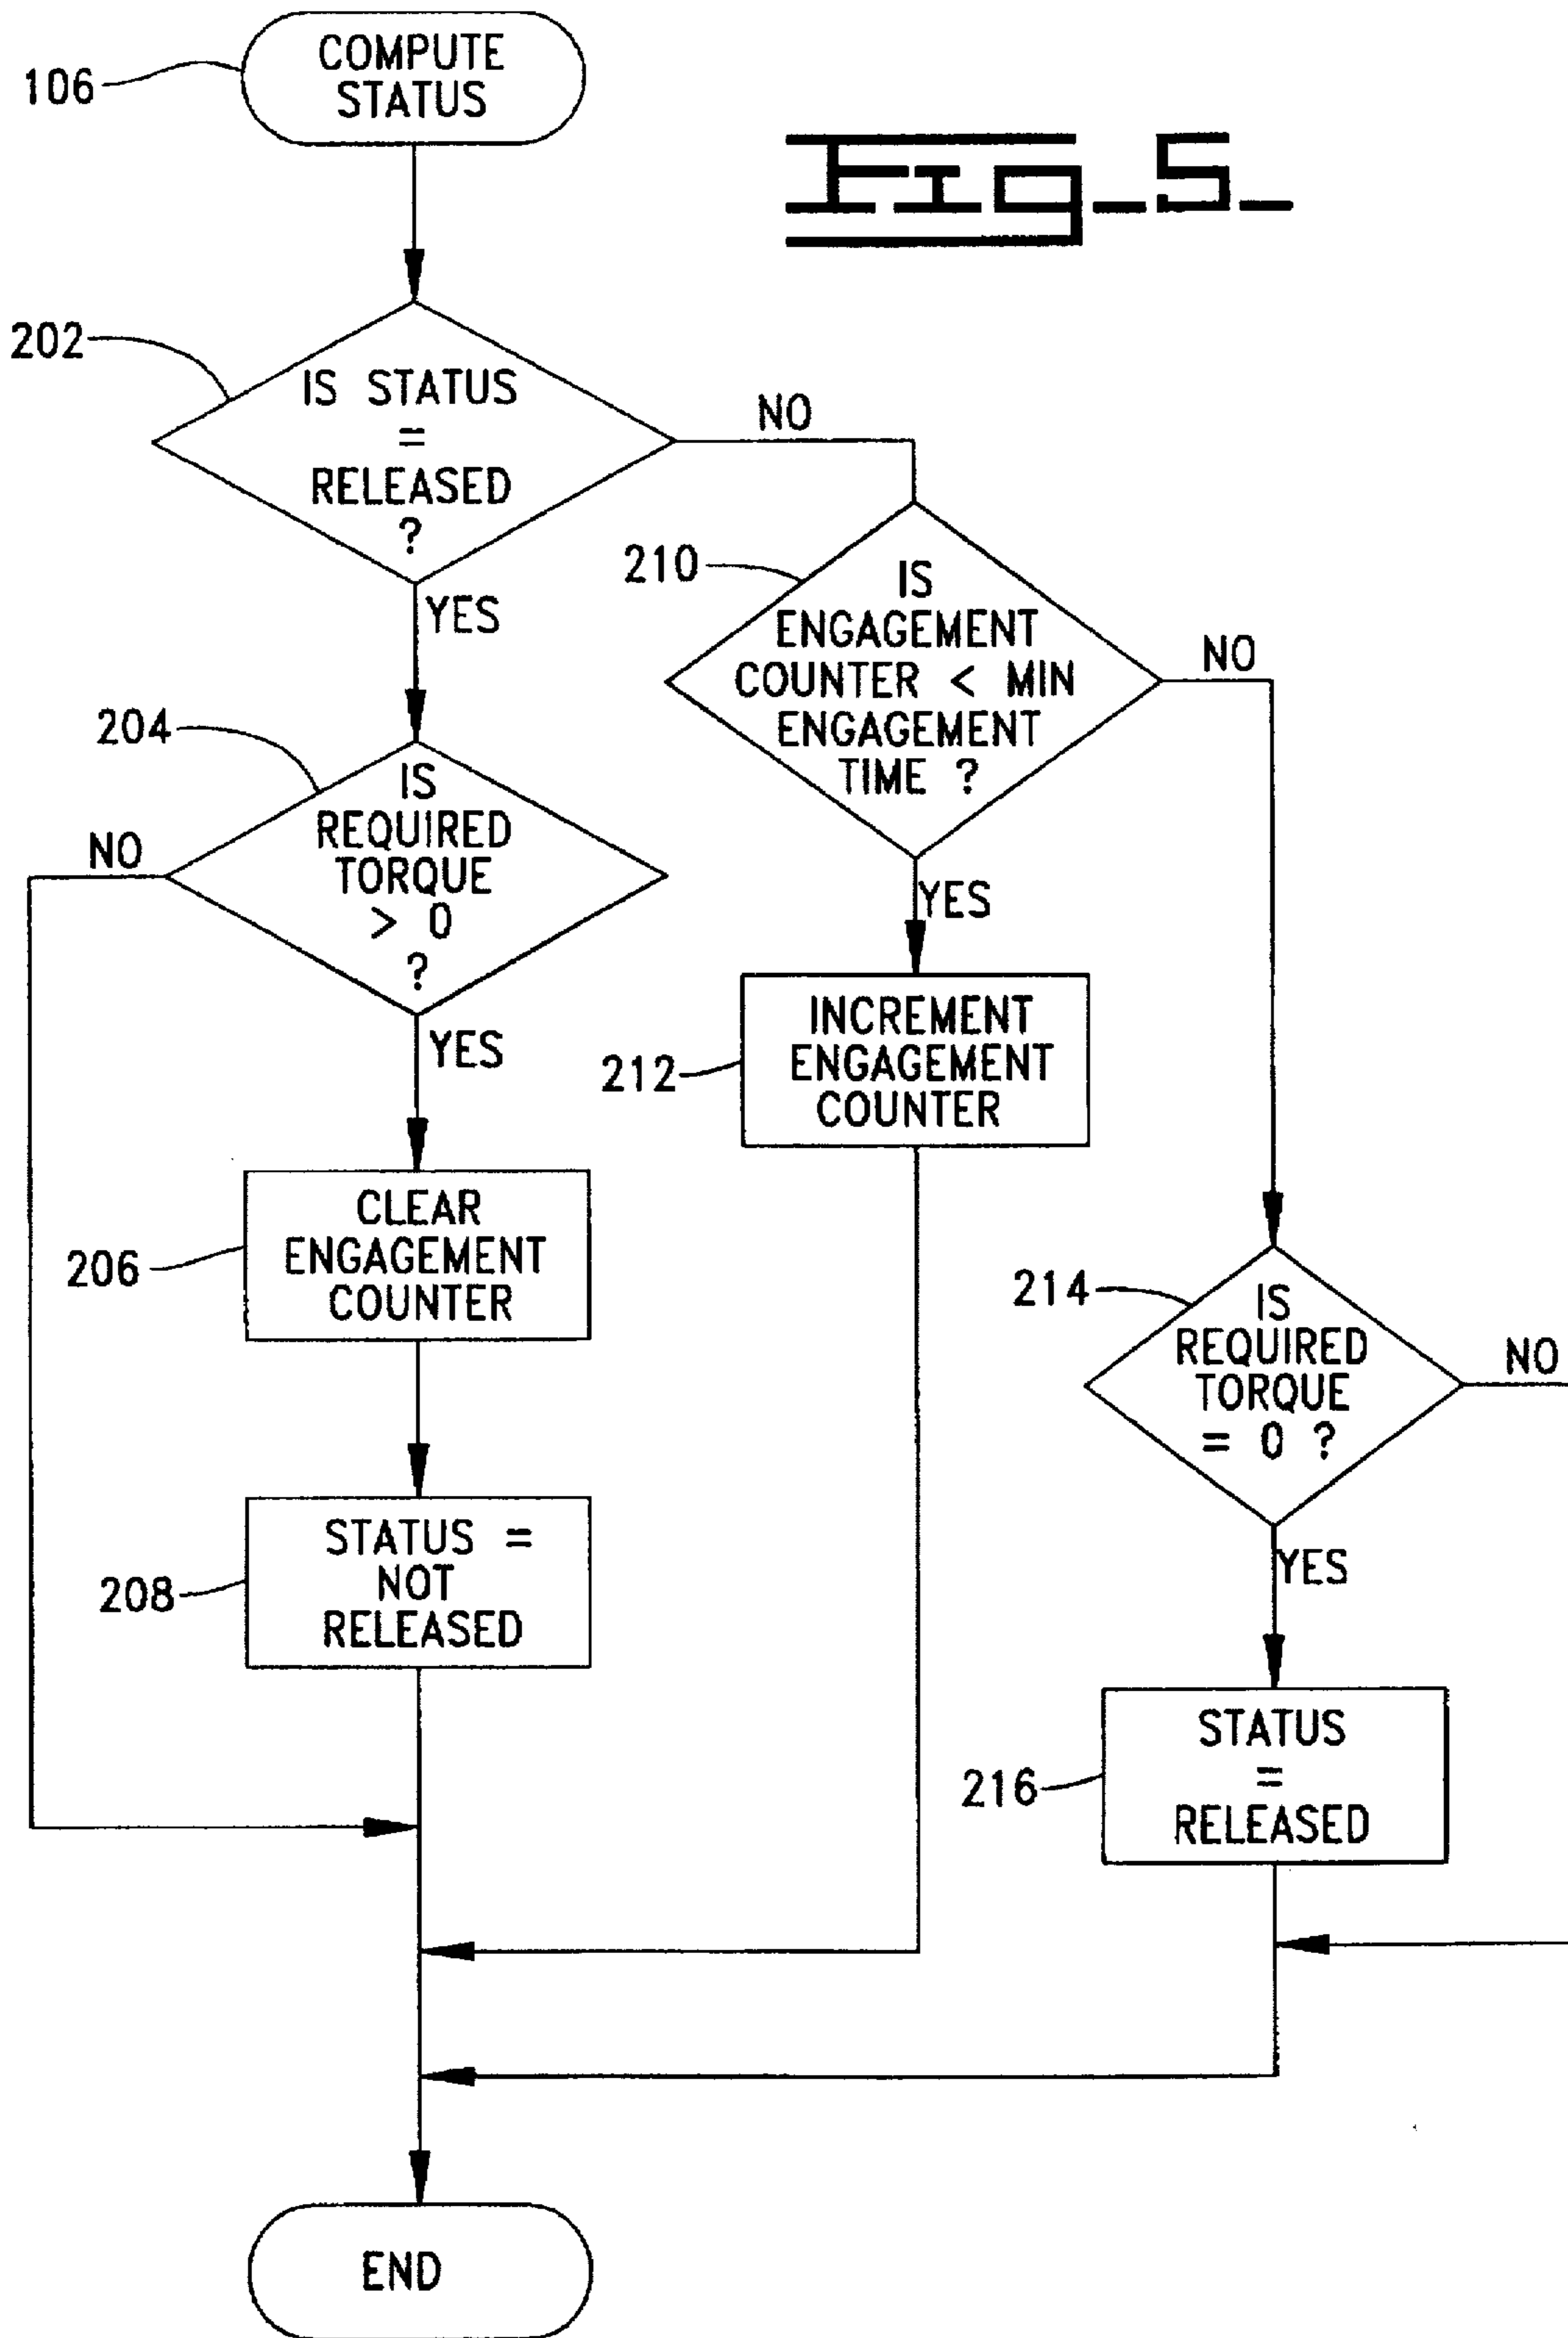 COMPUTE
STATUS
106
Fig_5_
202
IS STATUS
=
RELEASED
?
NO
YES
210
IS
ENGAGEMENT
COUNTER < MIN
ENGAGEMENT
TIME ?
NO
YES
204
IS
REQUIRED
TORQUE
> 0
?
NO
YES
212
INCREMENT
ENGAGEMENT
COUNTER
206
CLEAR
ENGAGEMENT
COUNTER
214
IS
REQUIRED
TORQUE
= 0 ?
NO
YES
208
STATUS =
NOT
RELEASED
216
STATUS
=
RELEASED
END